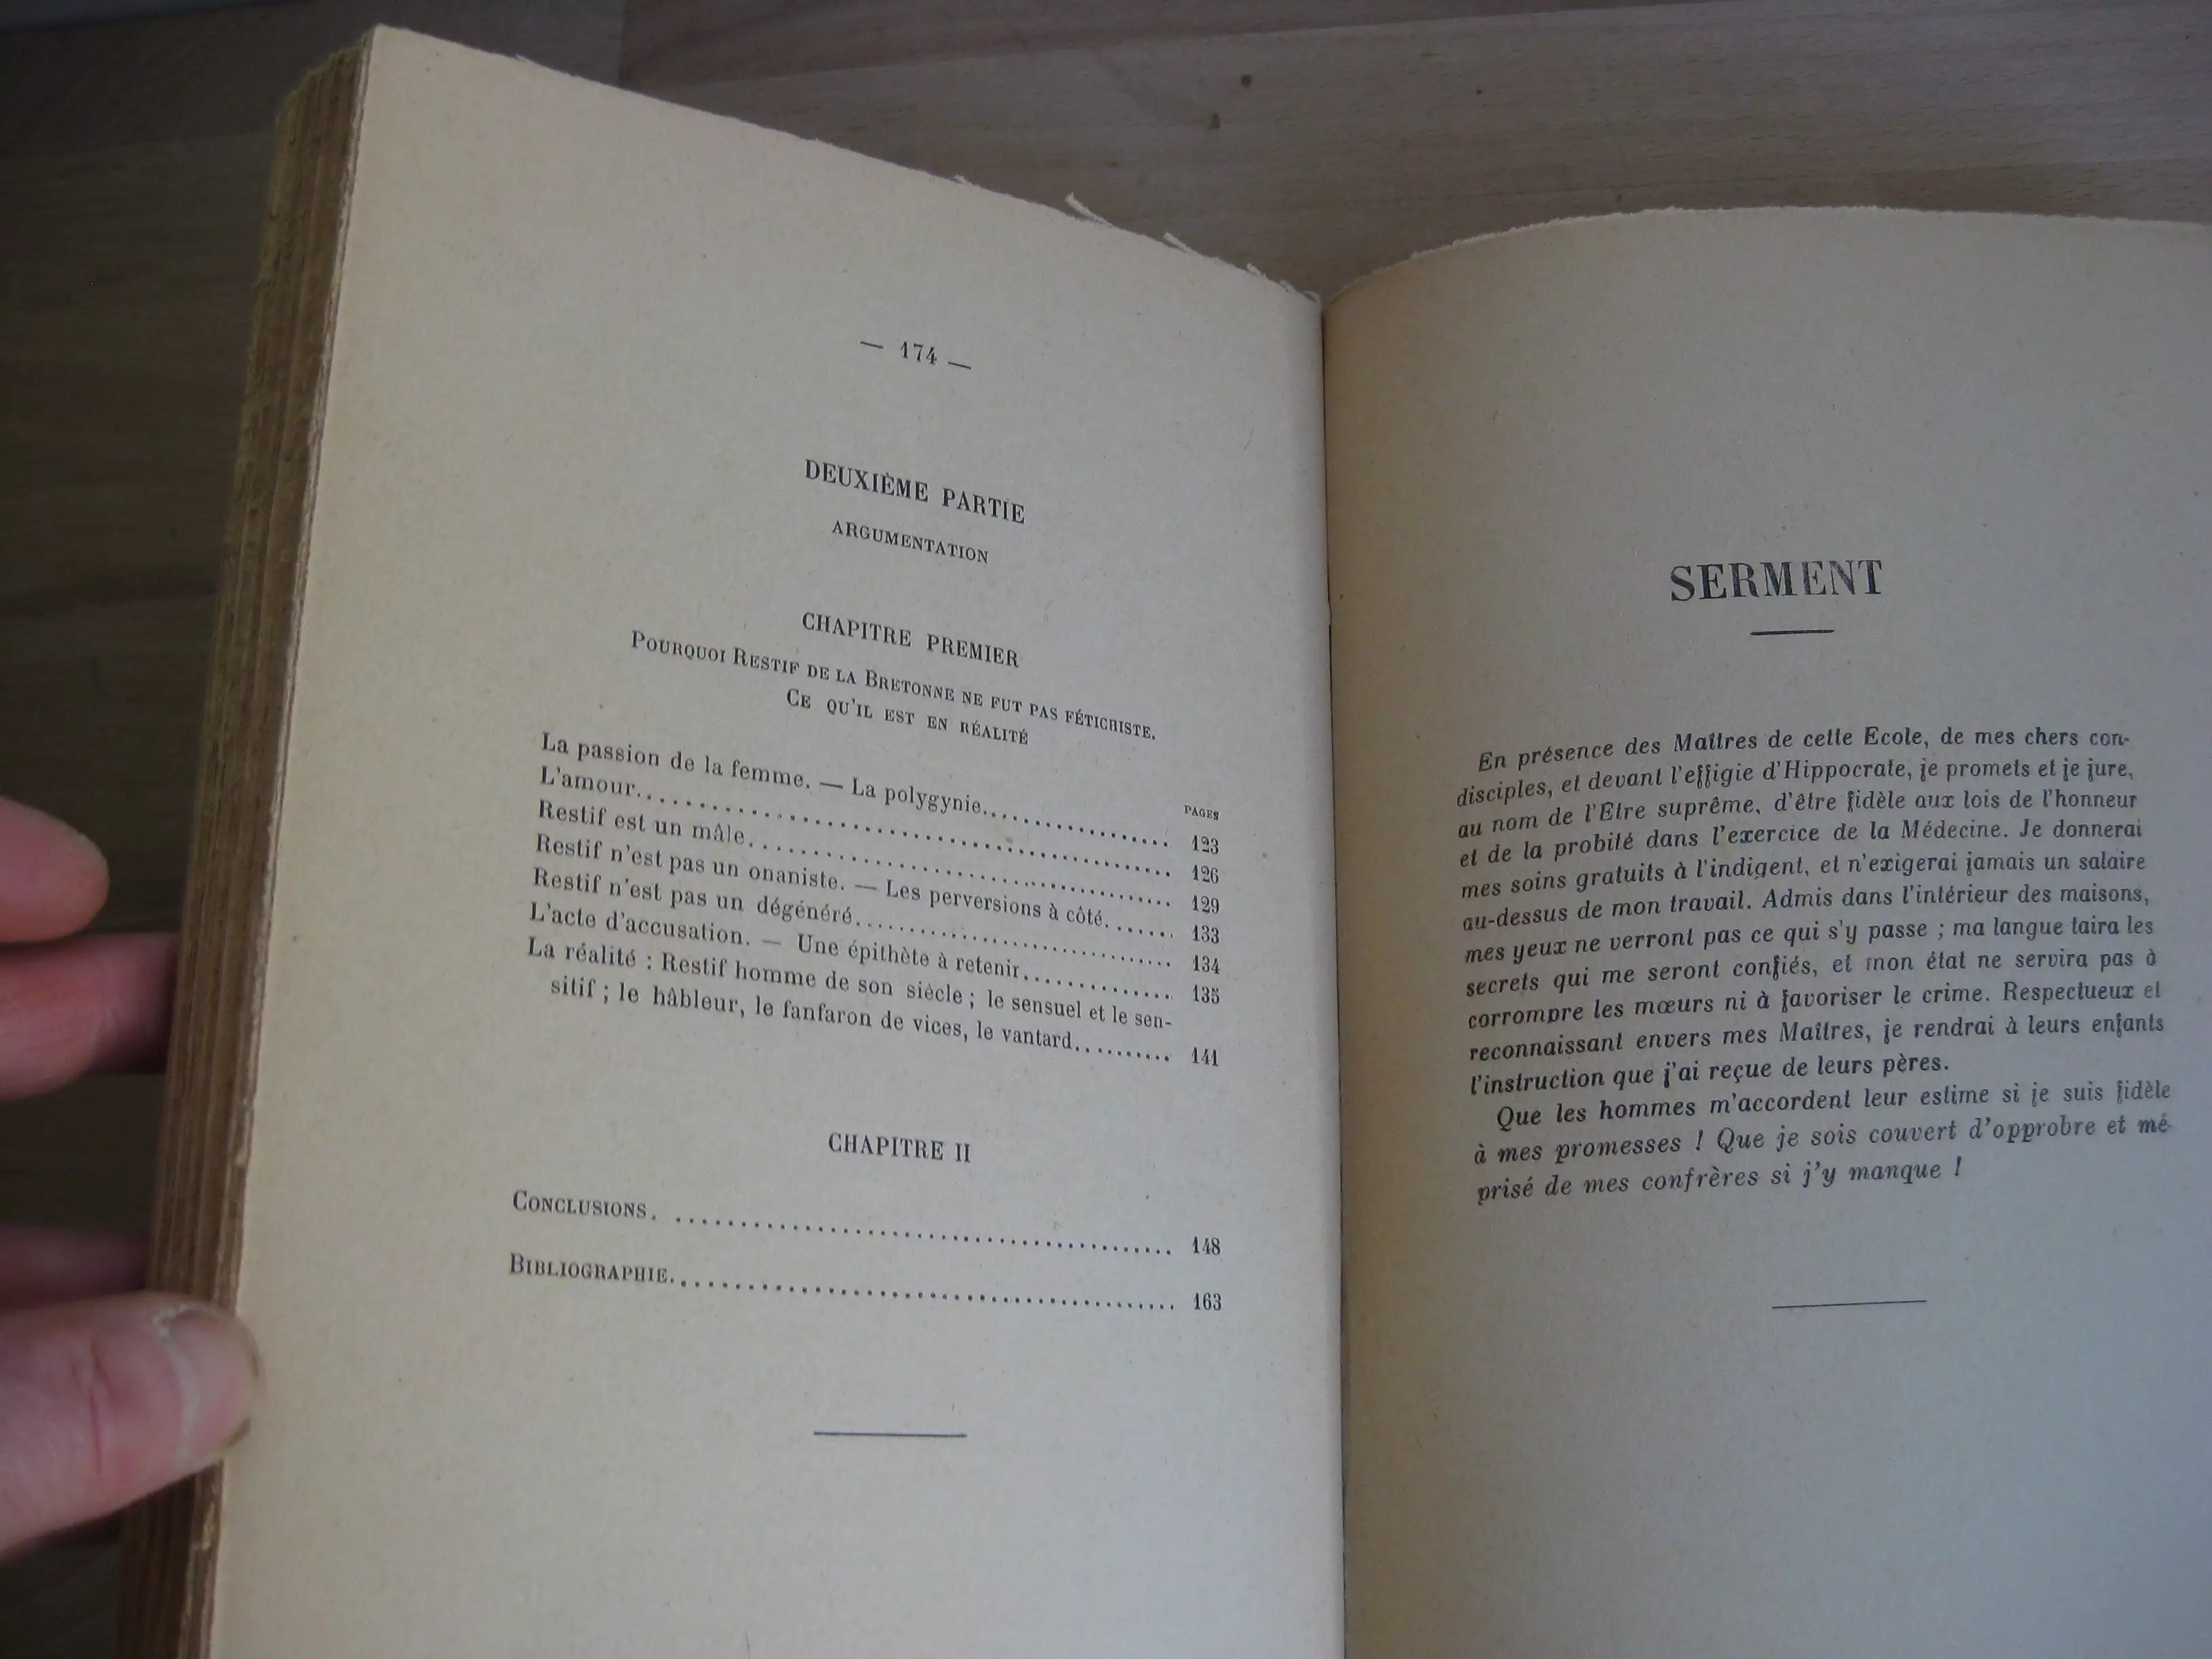 — 174 —
DEUXIÈME PARTIE
ARGUMENTATION
CHAPITRE PREMIER
POURQUOI RESTIF DE LA BRETONNE NE FUT PAS FÉTICHISTE.
CE QU'IL EST EN RÉALITÉ
PAGES
La passion de la femme. — La polygynie.................. 123
L'amour.................................................. 126
Restif est un mâle....................................... 129
Restif n'est pas un onaniste. — Les perversions à côté....... 133
Restif n'est pas un dégénéré............................. 134
L'acte d'accusation. — Une épithète à retenir.............. 135
La réalité : Restif homme de son siècle ; le sensuel et le sen-
sitif ; le hâbleur, le fanfaron de vices, le vantard.......... 141
CHAPITRE II
CONCLUSIONS. ............................................ 148
BIBLIOGRAPHIE............................................ 163
SERMENT
En présence des Maîtres de cette Ecole, de mes chers con-
disciples, et devant l'effigie d'Hippocrate, je promets et je jure,
au nom de l'Etre suprême, d'être fidèle aux lois de l'honneur
et de la probité dans l'exercice de la Médecine. Je donnerai
mes soins gratuits à l'indigent, et n'exigerai jamais un salaire
au-dessus de mon travail. Admis dans l'intérieur des maisons,
mes yeux ne verront pas ce qui s'y passe ; ma langue taira les
secrets qui me seront confiés, et mon état ne servira pas à
corrompre les mœurs ni à favoriser le crime. Respectueux et
reconnaissant envers mes Maîtres, je rendrai à leurs enfants
l'instruction que j'ai reçue de leurs pères.
Que les hommes m'accordent leur estime si je suis fidèle
à mes promesses ! Que je sois couvert d'opprobre et mé-
prisé de mes confrères si j'y manque !